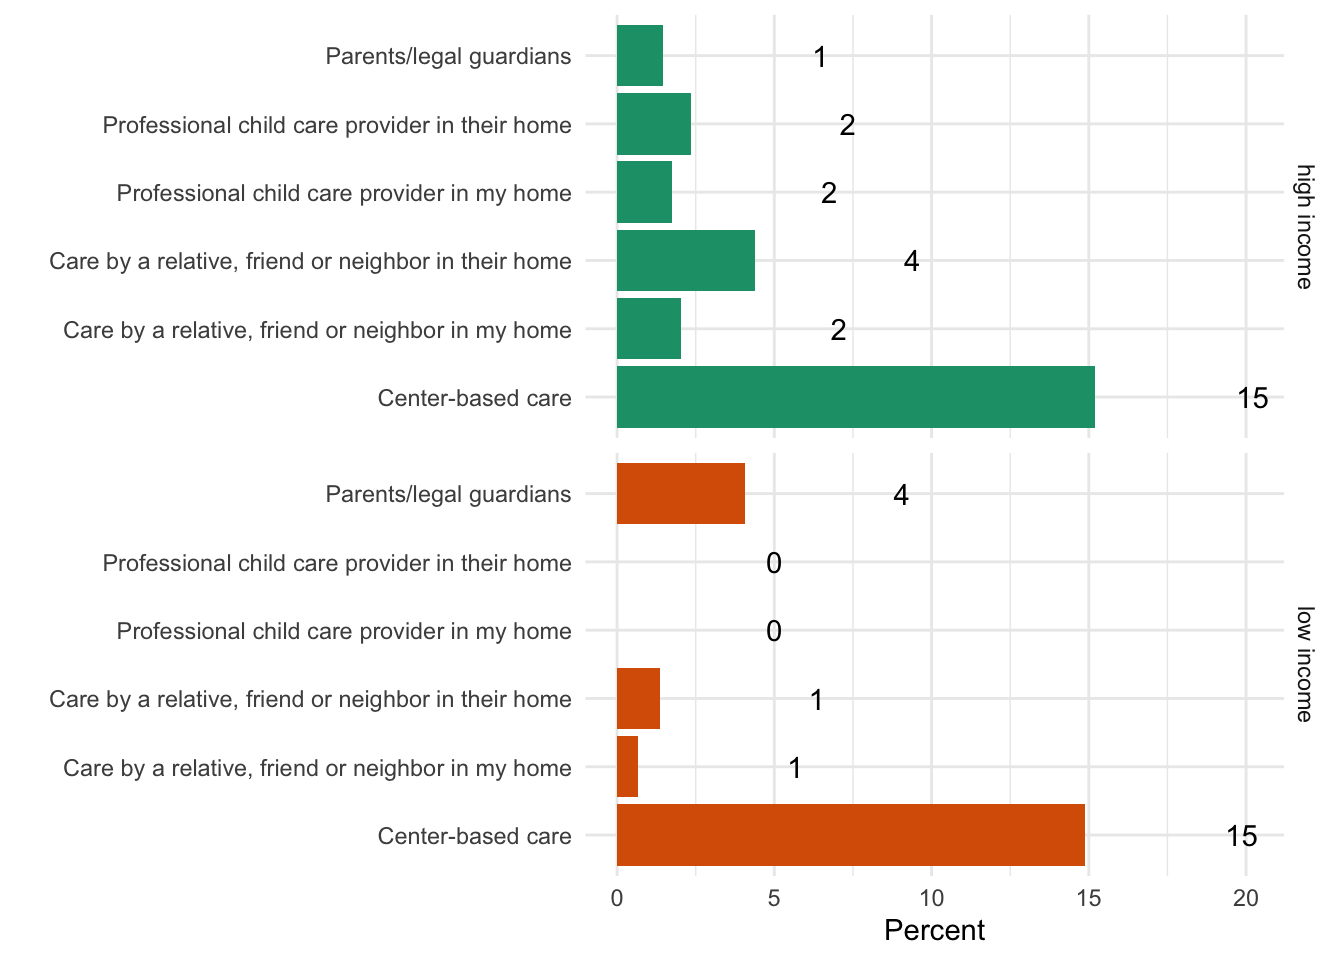 Parents/legal guardians 1
Professional child care provider in their home 2
Professional child care provider in my home 2
Care by a relative, friend or neighbor in their home 4
Care by a relative, friend or neighbor in my home 2
Center-based care 15
high income
Parents/legal guardians 4
Professional child care provider in their home 0
Professional child care provider in my home 0
Care by a relative, friend or neighbor in their home 1
Care by a relative, friend or neighbor in my home 1
Center-based care 15
low income
0 5 10 15 20
Percent